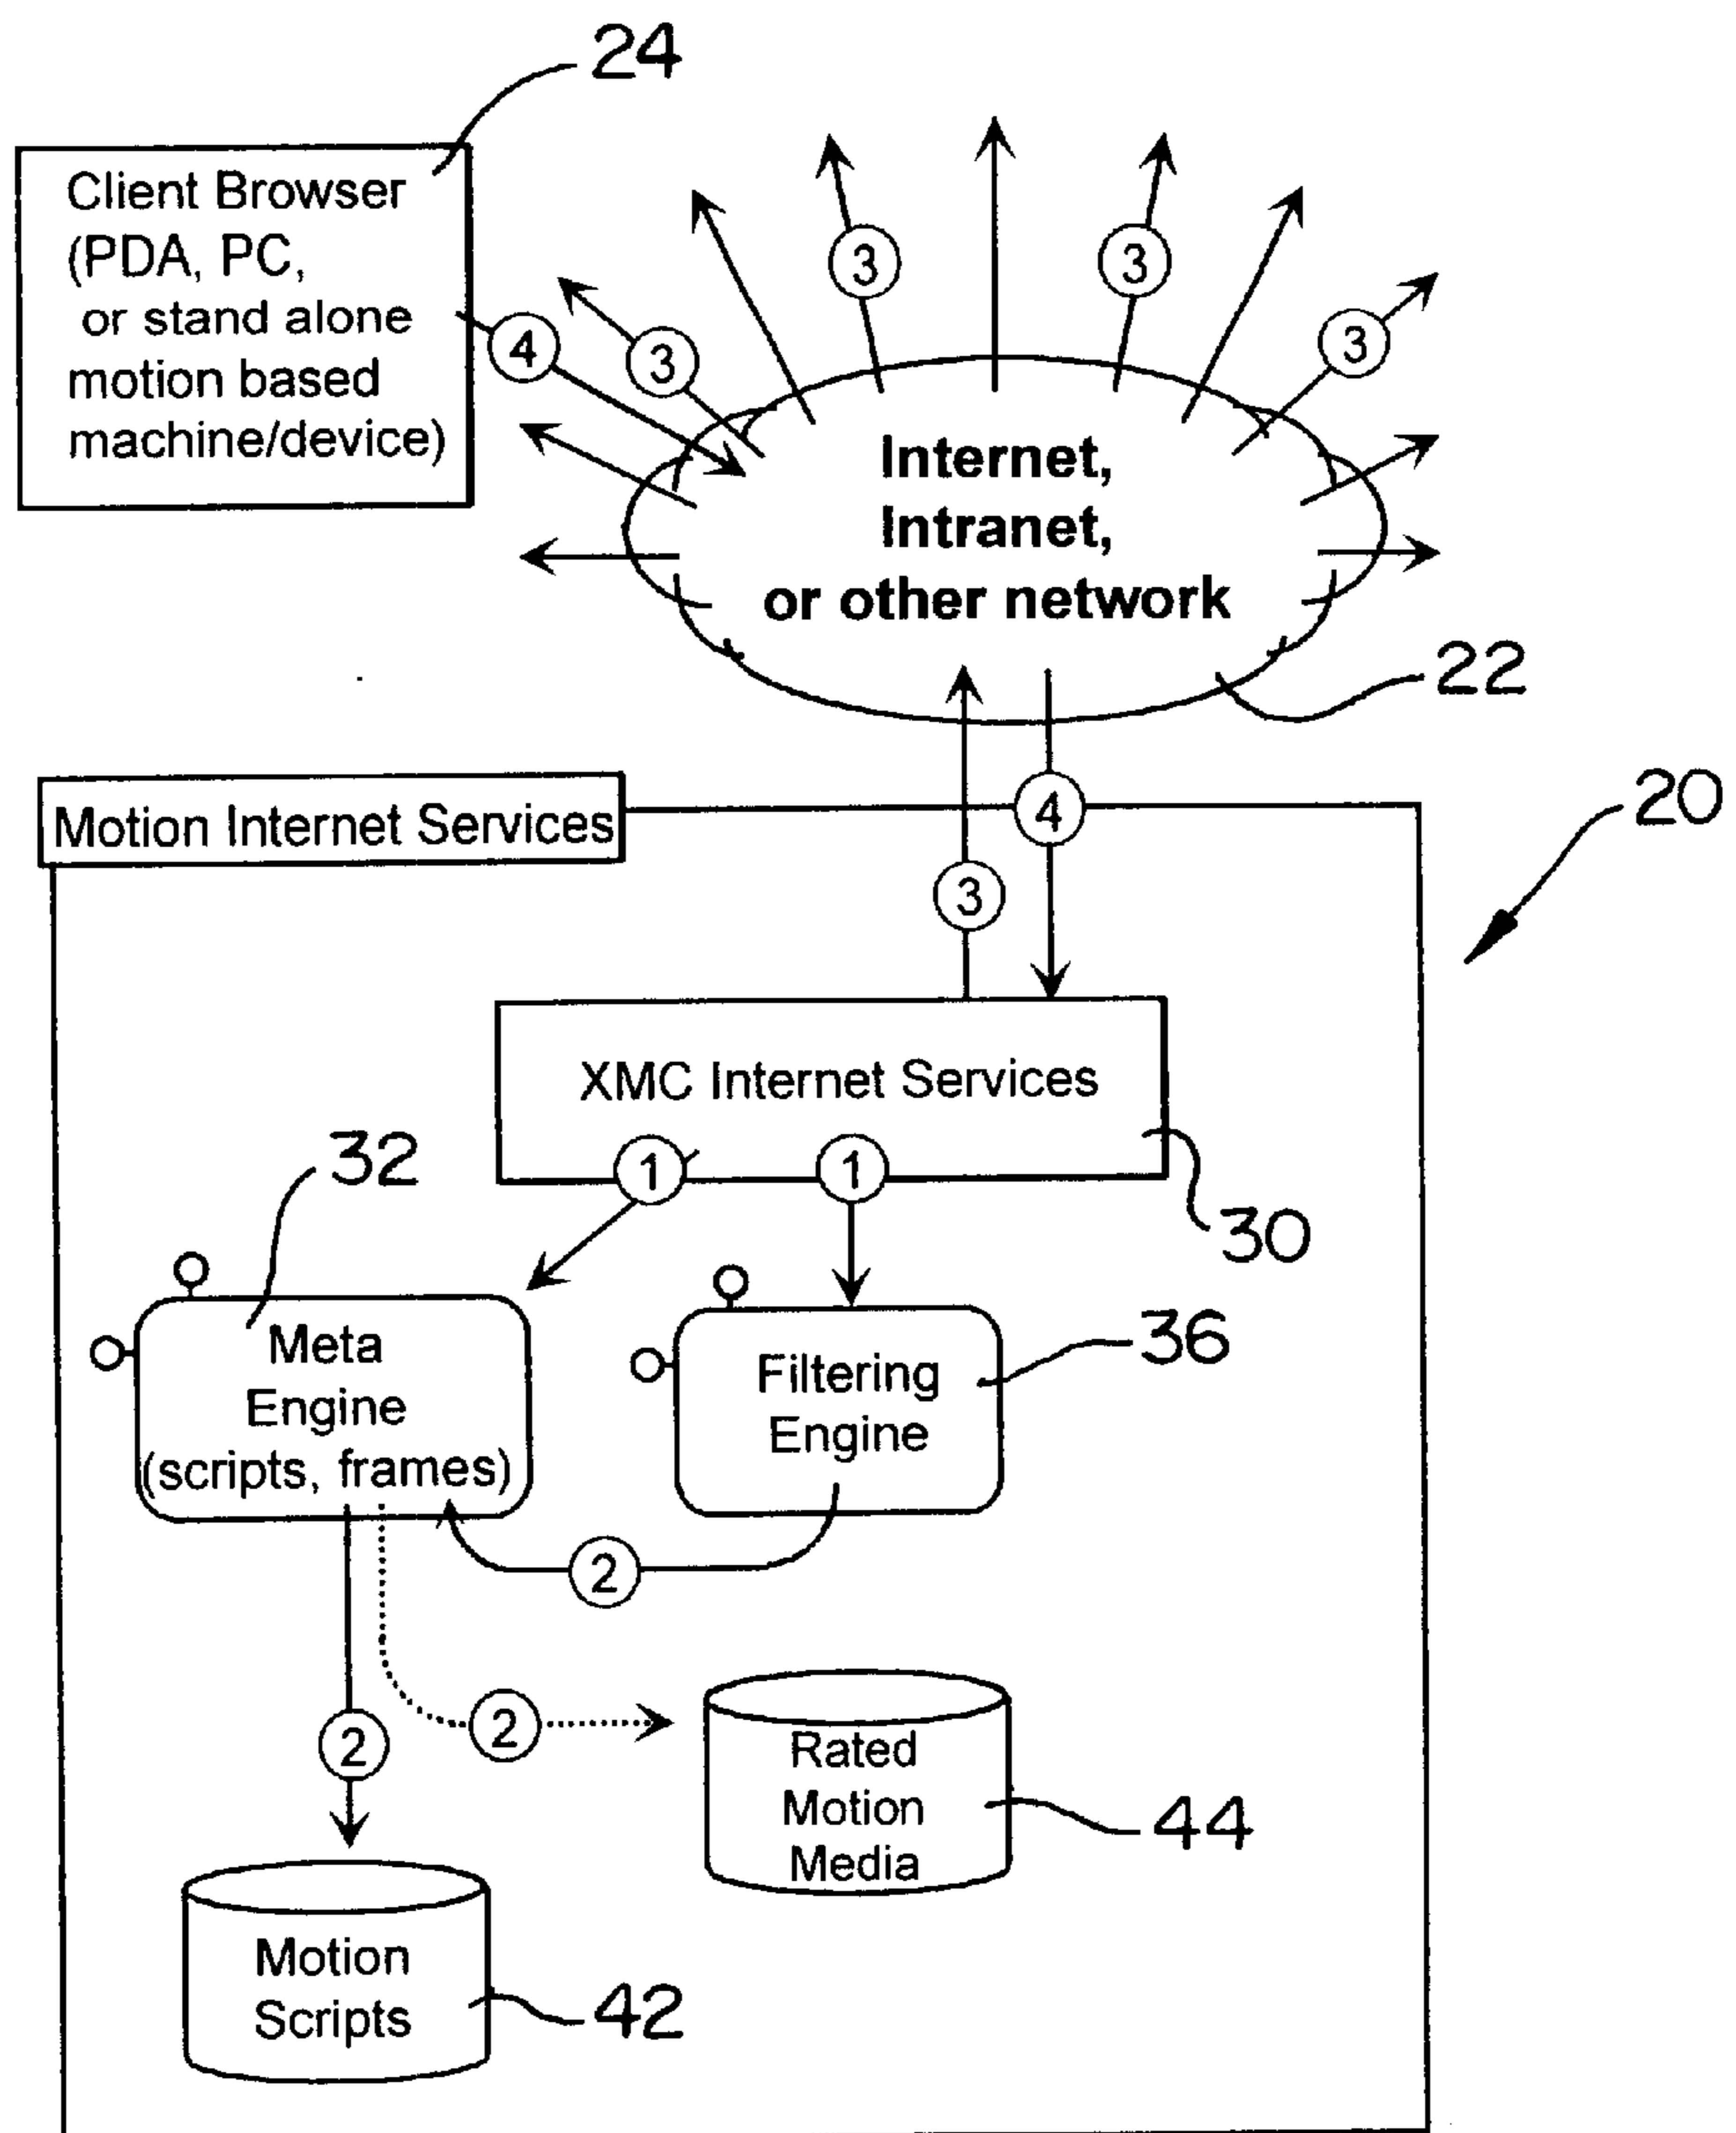 24
Client Browser
(PDA, PC,
or stand alone
motion based
machine/device)
3
3
4
3
3
Internet,
Intranet,
or other network
22
Motion Internet Services
4
20
3
XMC Internet Services
1
1
30
32
Meta
Engine
(scripts, frames)
Filtering
Engine
36
2
2
2
Rated
Motion
Media
44
Motion
Scripts
42